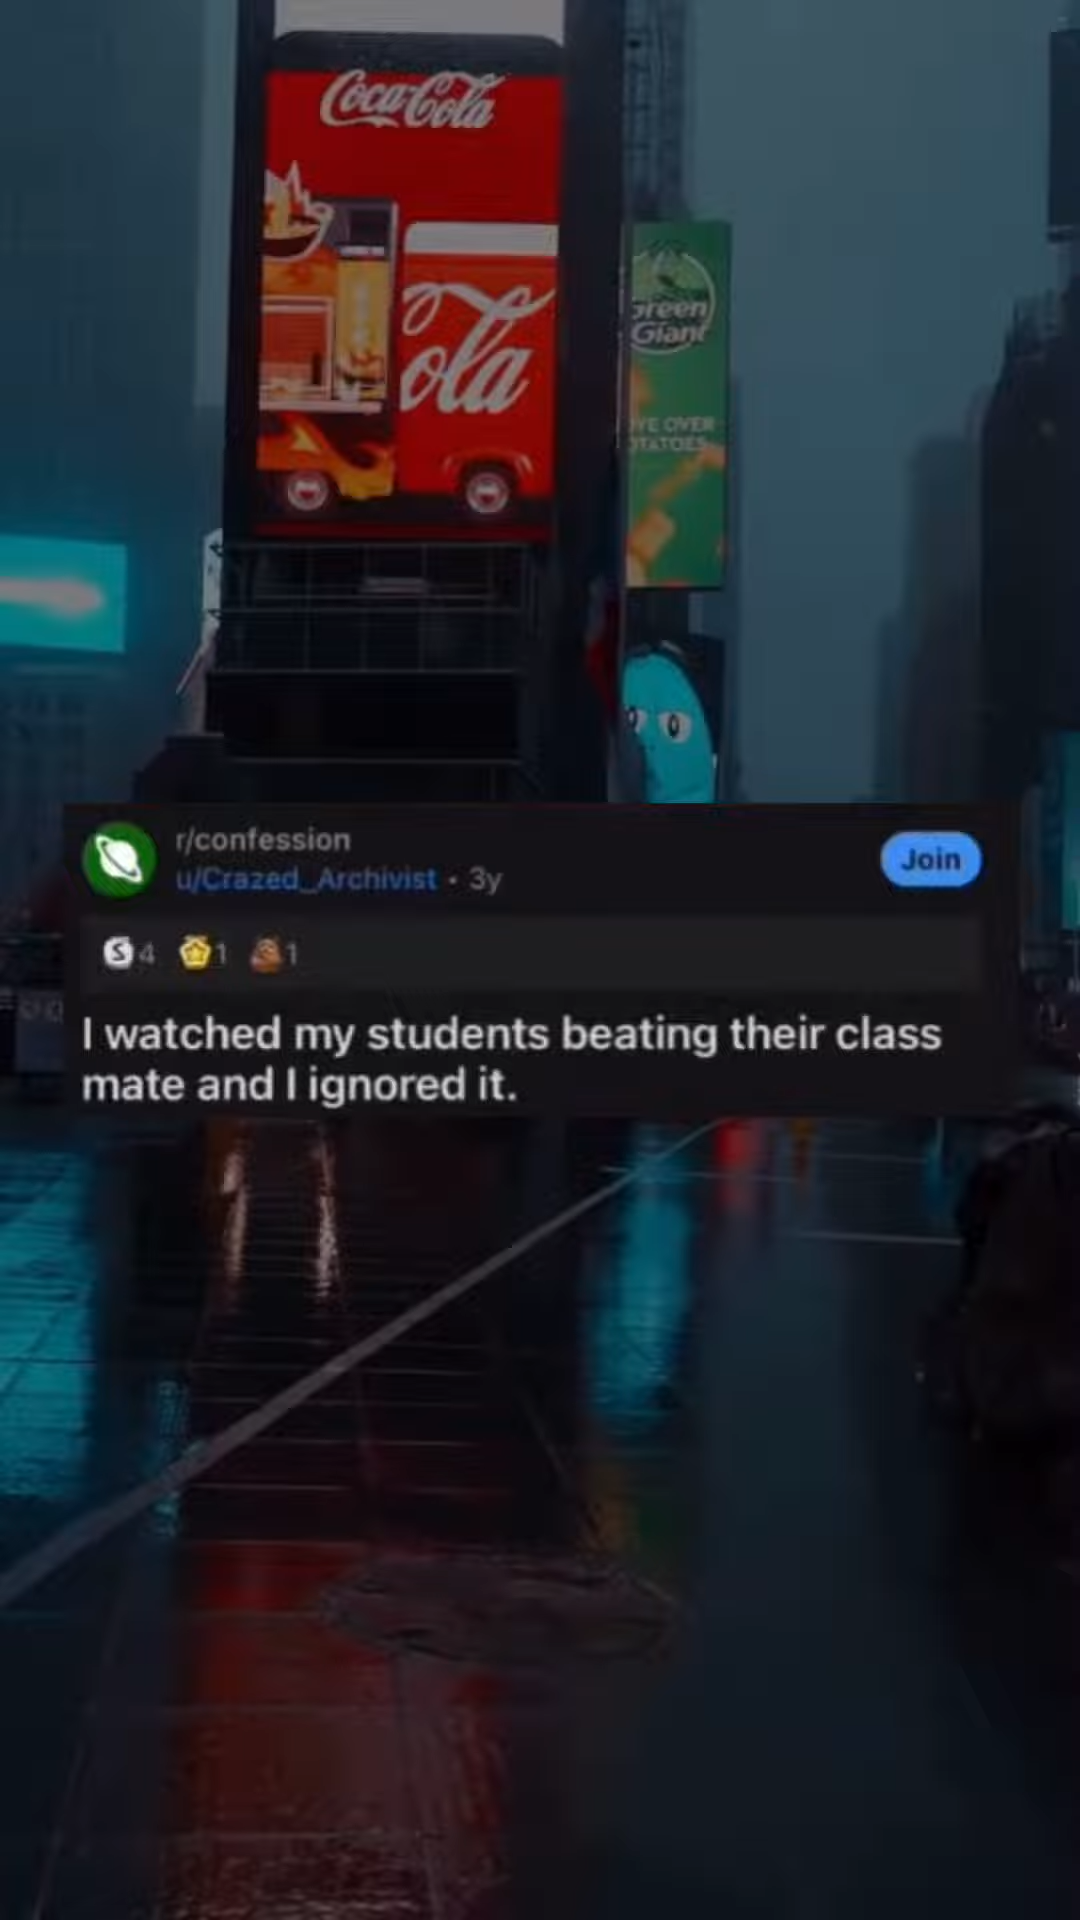 Coca-Cola
Cola
Green
Giant
OVER
r/confession
u/Crazed_Archivist • 3y
Join
4 1 1
I watched my students beating their class
mate and I ignored it.